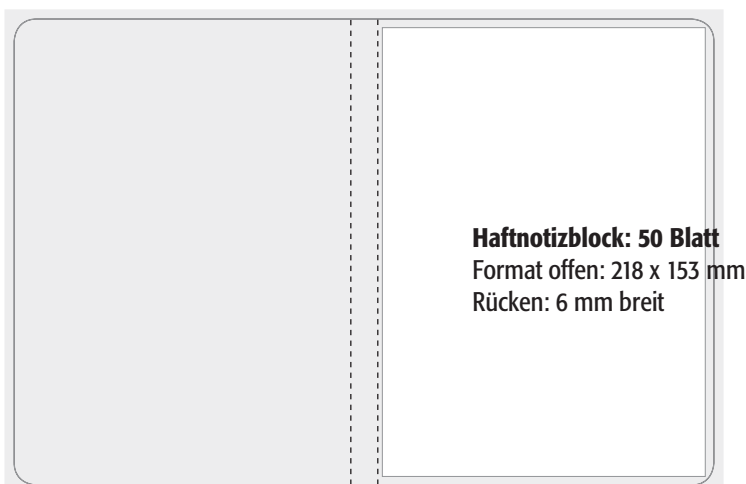 Haftnotizblock: 50 Blatt
Format offen: 218 x 153 mm
Rücken: 6 mm breit